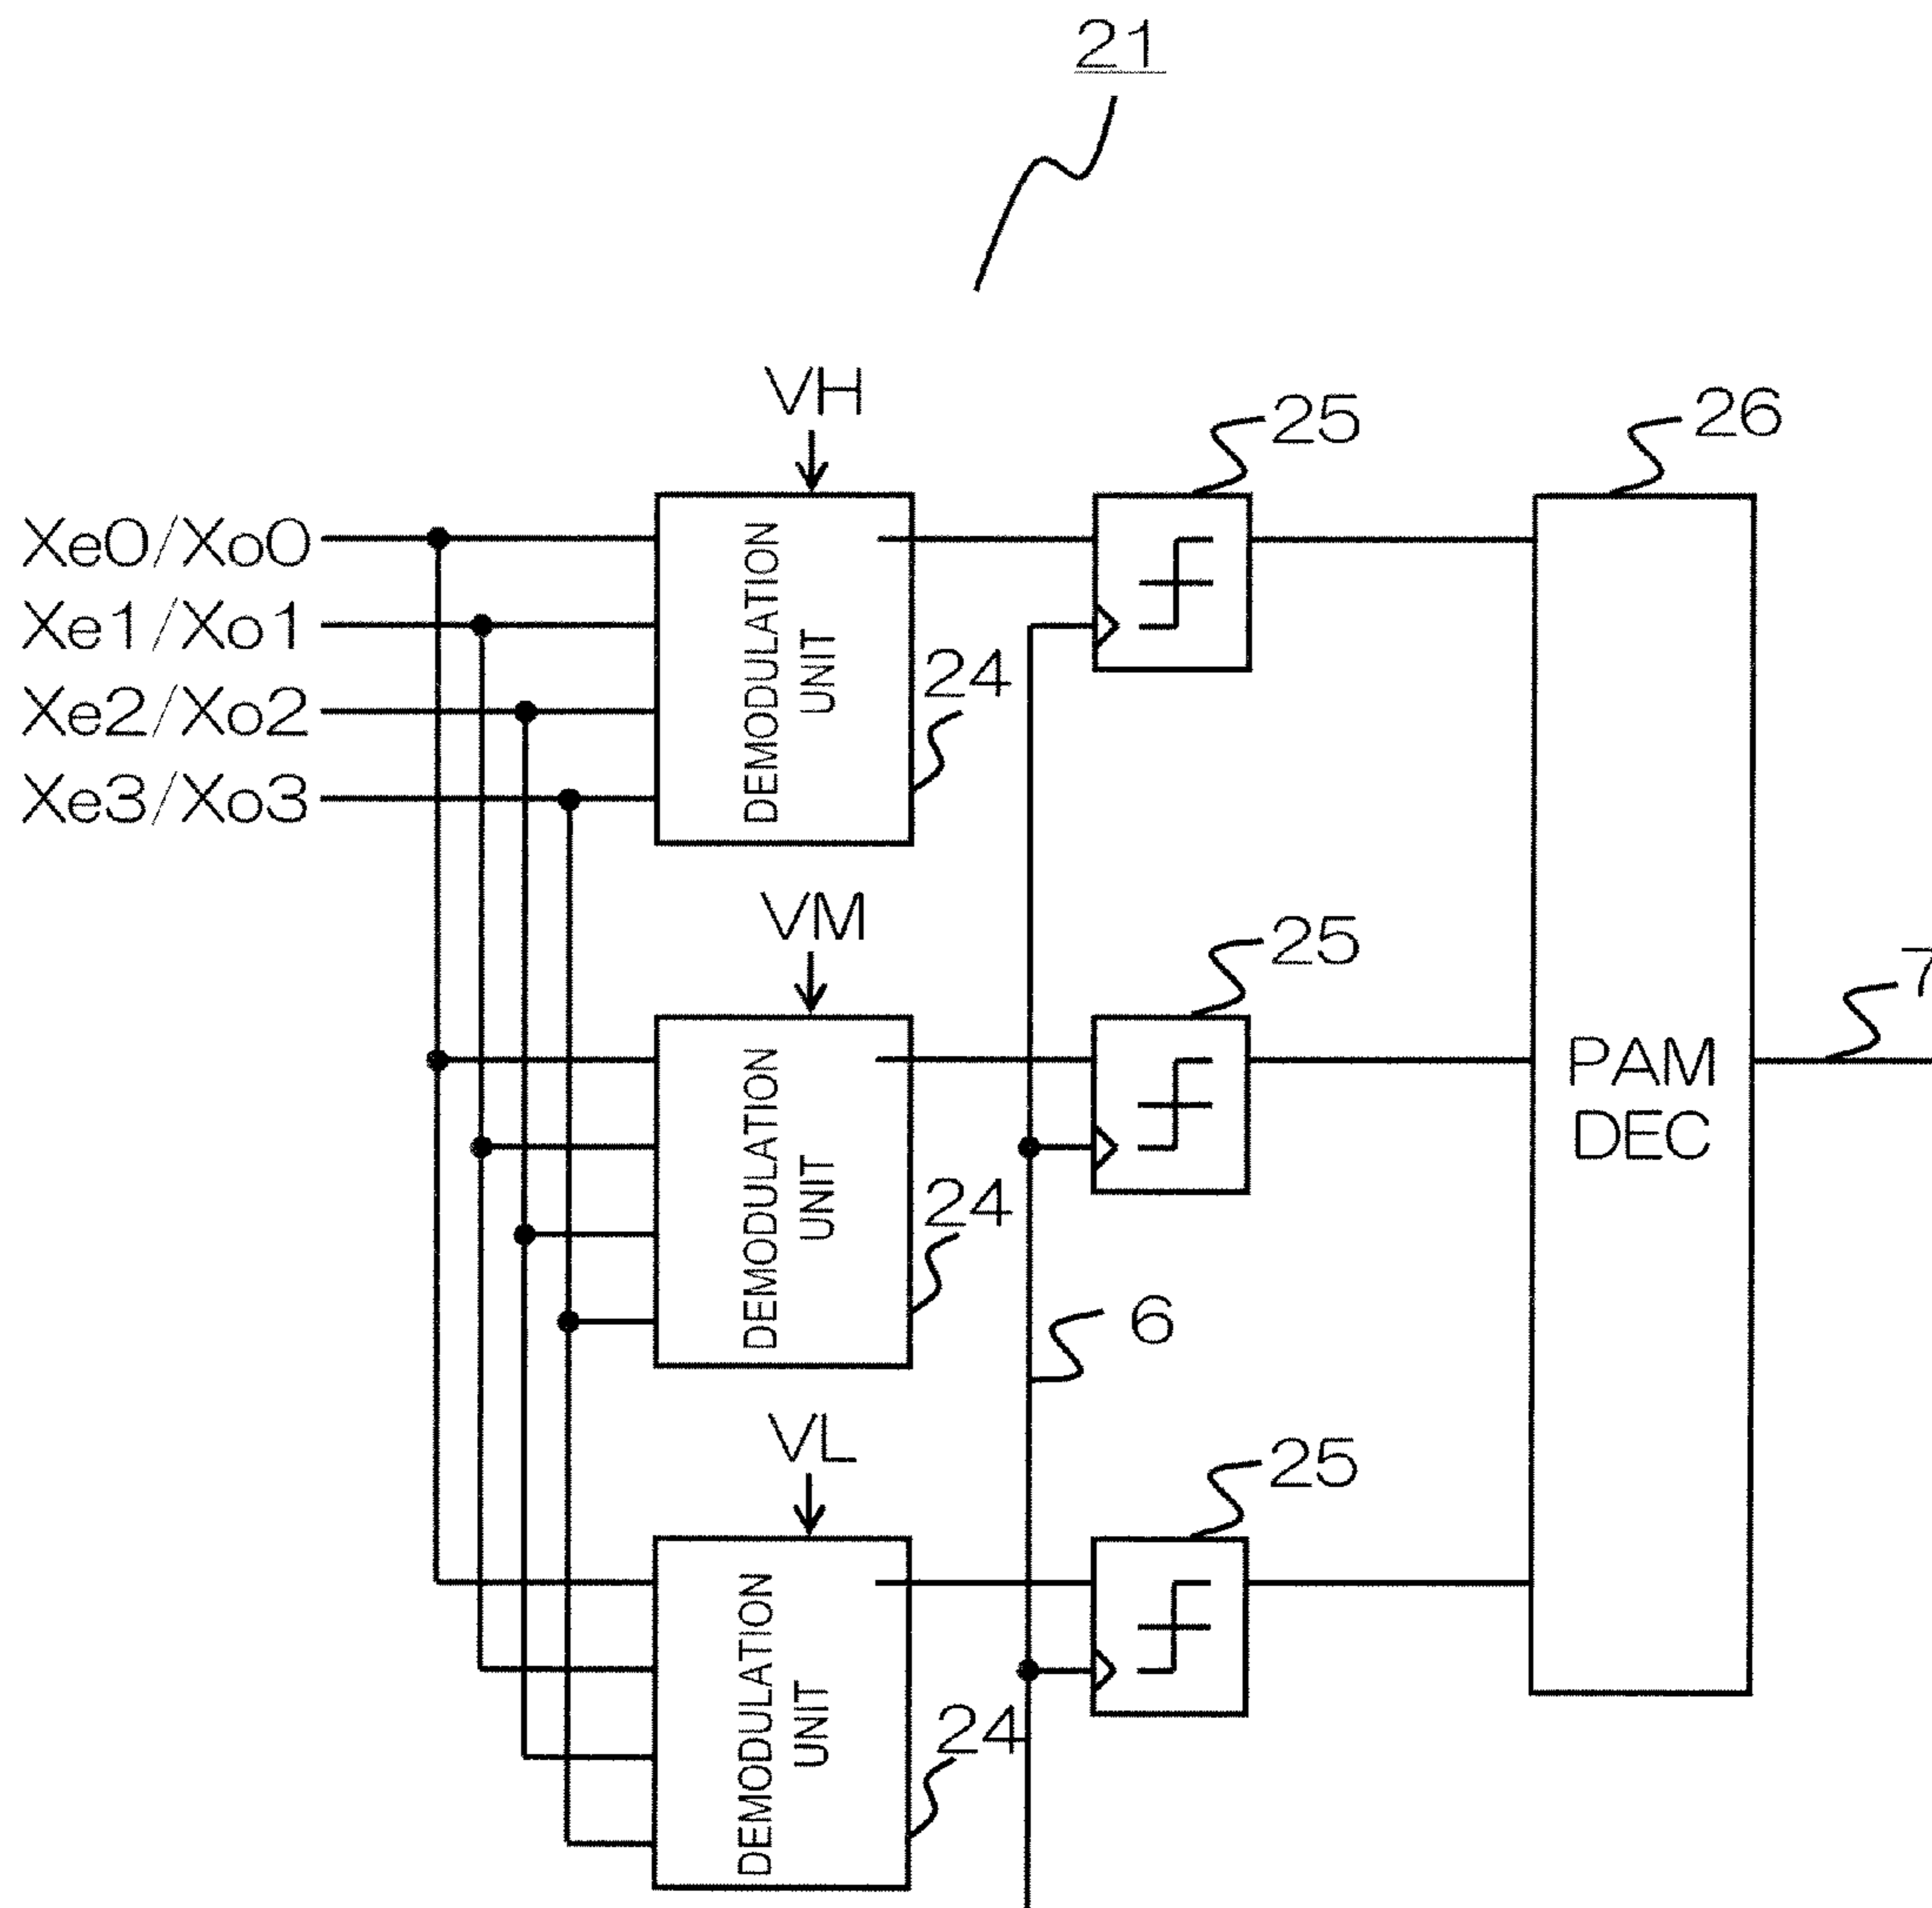 21
VH
25
26
Xe0/Xo0
Xe1/Xo1
Xe2/Xo2
Xe3/Xo3
DEMODULATION
UNIT
24
VM
25
7
DEMODULATION
UNIT
24
PAM
DEC
6
VL
25
DEMODULATION
UNIT
24